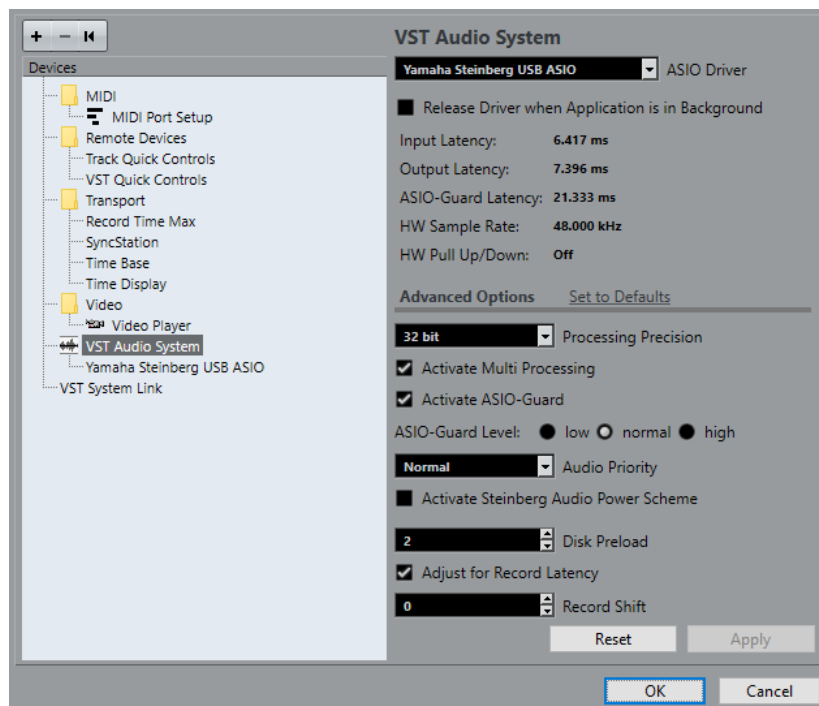 Devices
MIDI
MIDI Port Setup
Remote Devices
Track Quick Controls
VST Quick Controls
Transport
Record Time Max
SyncStation
Time Base
Time Display
Video
Video Player
VST Audio System
Yamaha Steinberg USB ASIO
VST System Link
VST Audio System
Yamaha Steinberg USB ASIO ASIO Driver
Release Driver when Application is in Background
Input Latency: 6.417 ms
Output Latency: 7.396 ms
ASIO-Guard Latency: 21.333 ms
HW Sample Rate: 48.000 kHz
HW Pull Up/Down: Off
Advanced Options Set to Defaults
32 bit Processing Precision
Activate Multi Processing
Activate ASIO-Guard
ASIO-Guard Level: low normal high
Normal Audio Priority
Activate Steinberg Audio Power Scheme
2 Disk Preload
Adjust for Record Latency
0 Record Shift
Reset Apply
OK Cancel